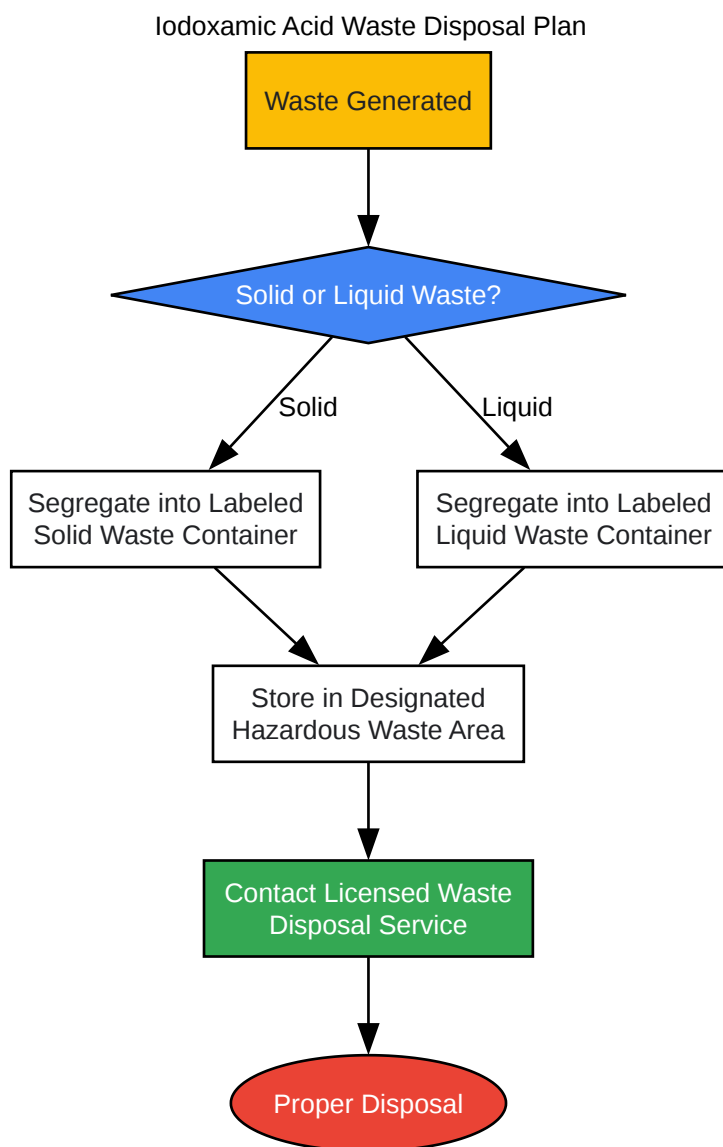 Iodoxamic Acid Waste Disposal Plan
Waste Generated
Solid or Liquid Waste?
Solid
Liquid
Segregate into Labeled
Solid Waste Container
Segregate into Labeled
Liquid Waste Container
Store in Designated
Hazardous Waste Area
Contact Licensed Waste
Disposal Service
Proper Disposal